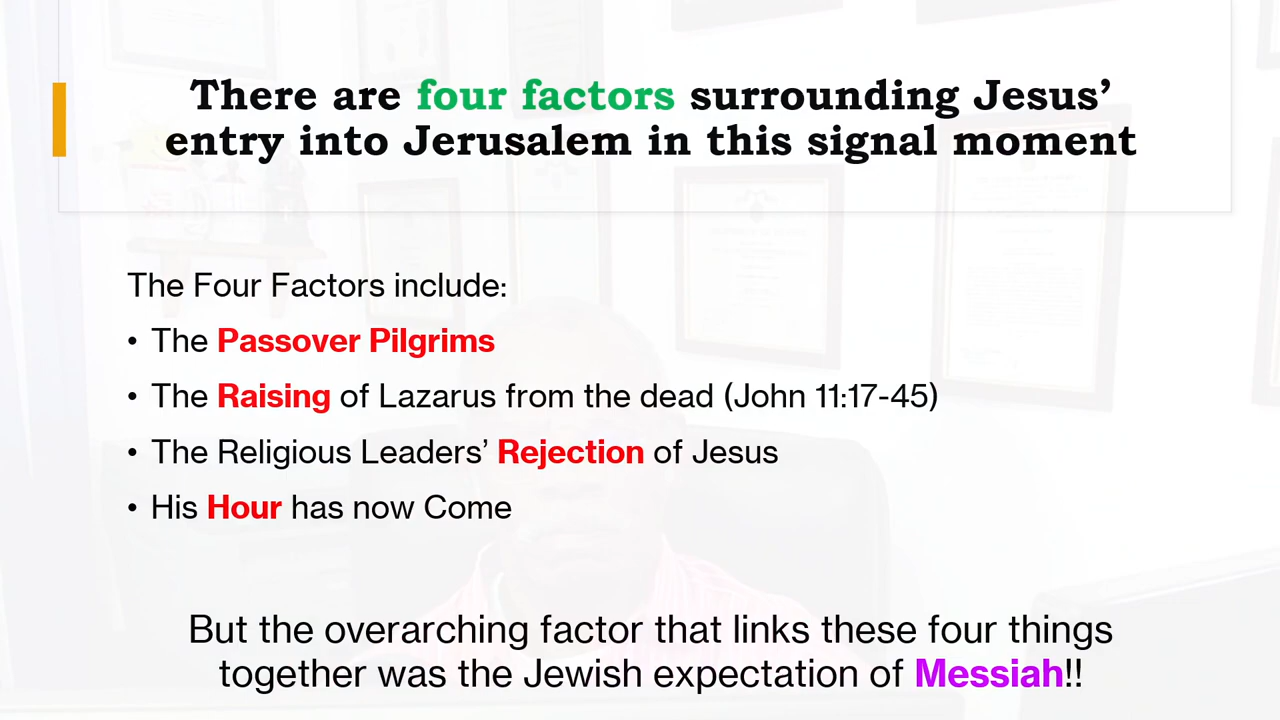 There are four factors surrounding Jesus’
entry into Jerusalem in this signal moment
The Four Factors include:
• The Passover Pilgrims
• The Raising of Lazarus from the dead (John 11:17-45)
• The Religious Leaders’ Rejection of Jesus
• His Hour has now Come
But the overarching factor that links these four things
together was the Jewish expectation of Messiah!!